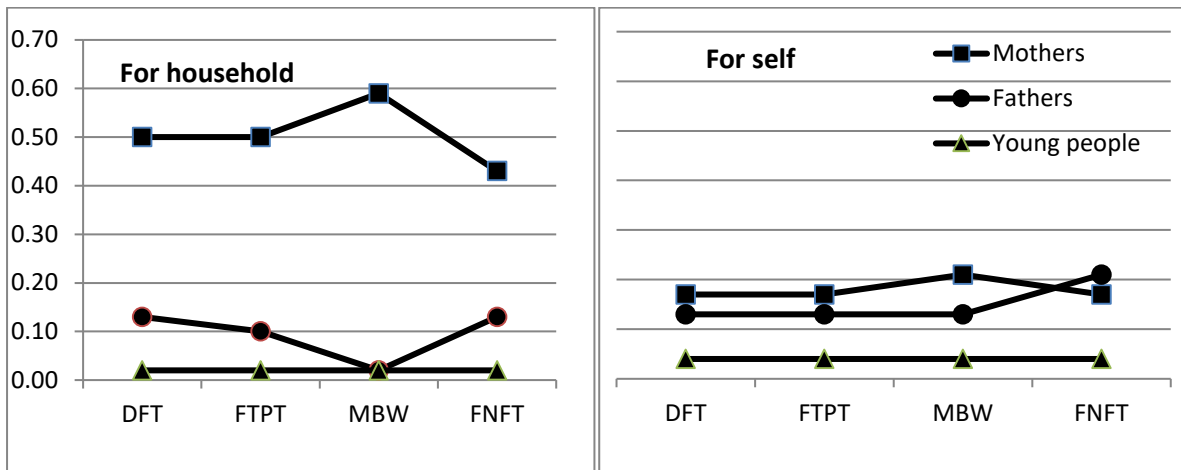 0.70
0.60
0.50
0.40
0.30
0.20
0.10
0.00
For household
DFT FTPT MBW FNFT
For self
Mothers
Fathers
Young people
DFT FTPT MBW FNFT